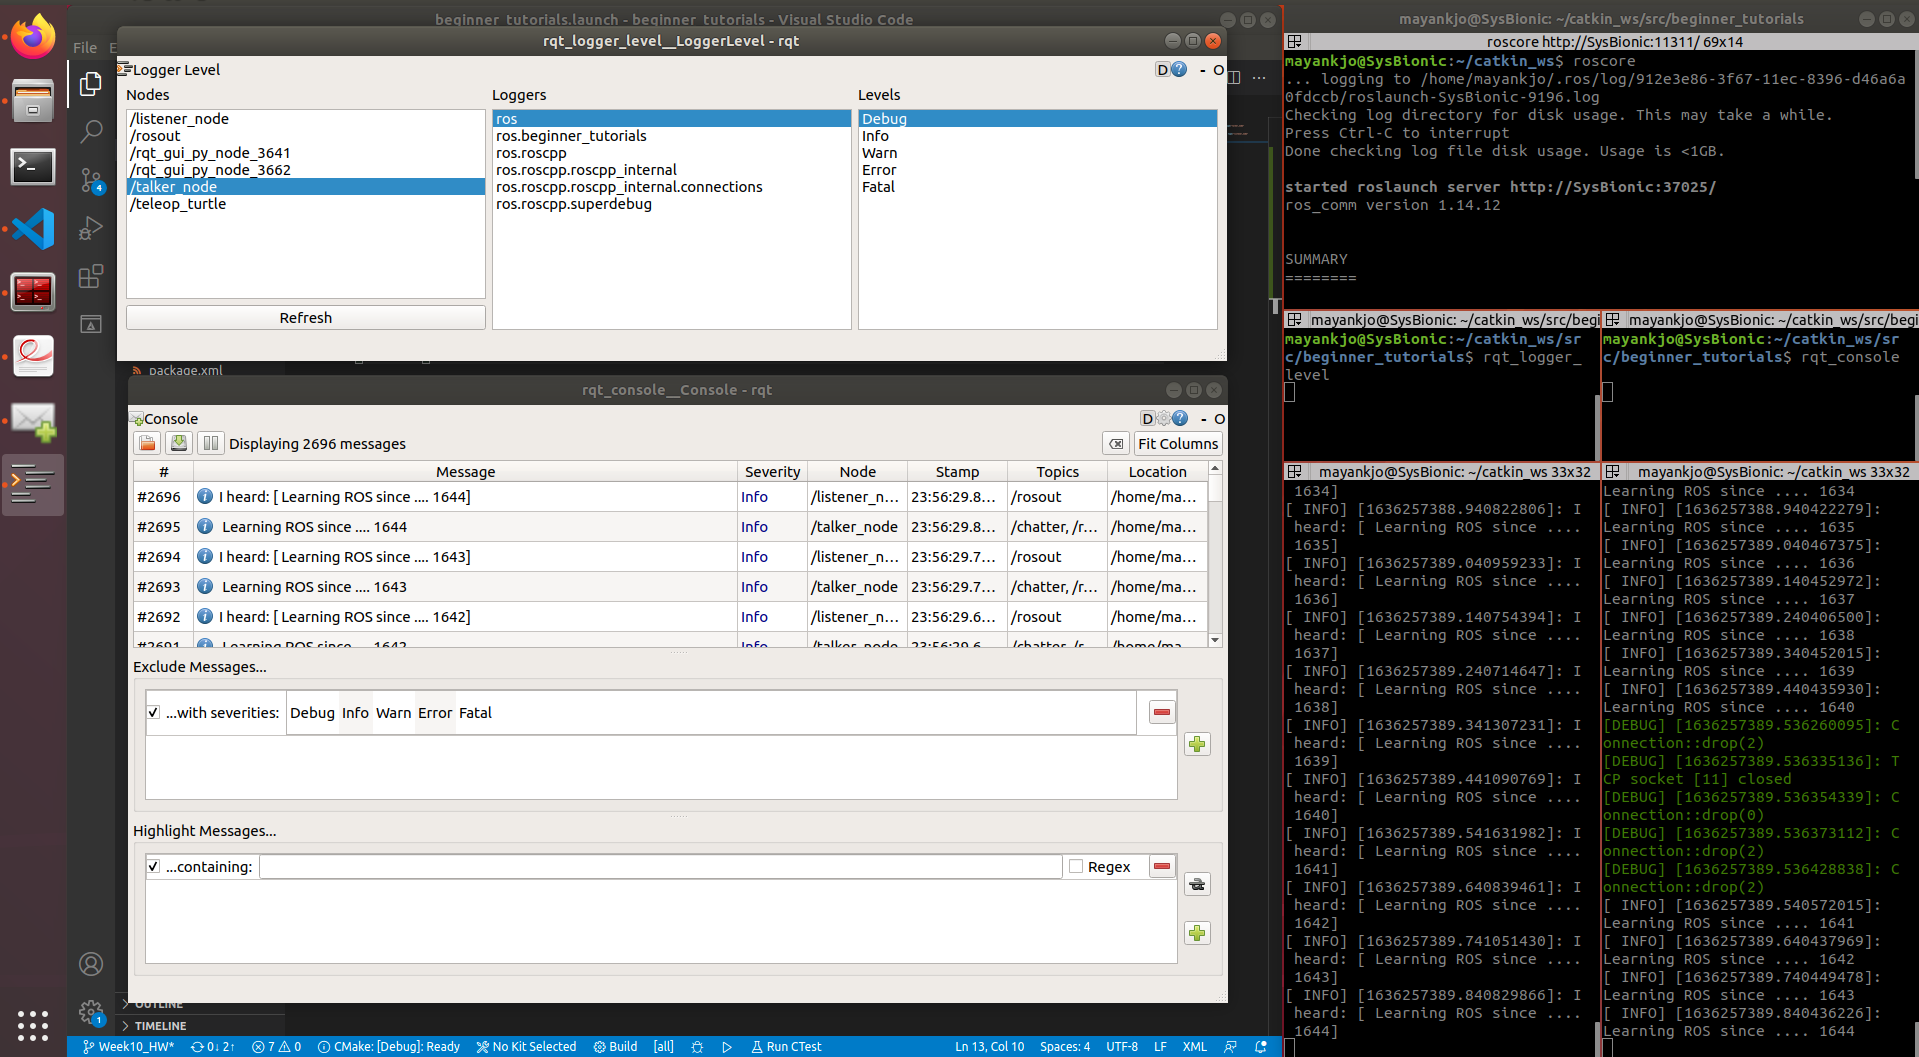 beginner_tutorials.launch - beginner_tutorials - Visual Studio Code
File E
rqt_logger_level__LoggerLevel - rqt
Logger Level
D ? - O
Nodes
/listener_node
/rosout
/rqt_gui_py_node_3641
/rqt_gui_py_node_3662
/talker_node
/teleop_turtle
Refresh
Loggers
ros
ros.beginner_tutorials
ros.roscpp
ros.roscpp.roscpp_internal
ros.roscpp.roscpp_internal.connections
ros.roscpp.superdebug
Levels
Debug
Info
Warn
Error
Fatal
4
package.xml
rqt_console__Console - rqt
Console
D ? - O
Displaying 2696 messages
Fit Columns
# Message Severity Node Stamp Topics Location
#2696 I heard: [ Learning ROS since .... 1644] Info /listener_n... 23:56:29.8... /rosout /home/ma...
#2695 Learning ROS since .... 1644 Info /talker_node 23:56:29.8... /chatter, /r... /home/ma...
#2694 I heard: [ Learning ROS since .... 1643] Info /listener_n... 23:56:29.7... /rosout /home/ma...
#2693 Learning ROS since .... 1643 Info /talker_node 23:56:29.7... /chatter, /r... /home/ma...
#2692 I heard: [ Learning ROS since .... 1642] Info /listener_n... 23:56:29.6... /rosout /home/ma...
#2691 Learning ROS since .... 1642 Info /talker_node 23:56:29.6... /chatter, /r... /home/ma...
Exclude Messages...
...with severities: Debug Info Warn Error Fatal
Highlight Messages...
...containing: Regex
OUTLINE
TIMELINE
1
Week10_HW* 0↓ 2↑ 7 0 CMake: [Debug]: Ready No Kit Selected Build [all] Run CTest Ln 13, Col 10 Spaces: 4 UTF-8 LF XML
mayankjo@SysBionic: ~/catkin_ws/src/beginner_tutorials
roscore http://SysBionic:11311/ 69x14
mayankjo@SysBionic:~/catkin_ws$ roscore
... logging to /home/mayankjo/.ros/log/912e3e86-3f67-11ec-8396-d46a6a
0fdccb/roslaunch-SysBionic-9196.log
Checking log directory for disk usage. This may take a while.
Press Ctrl-C to interrupt
Done checking log file disk usage. Usage is <1GB.
started roslaunch server http://SysBionic:37025/
ros_comm version 1.14.12
SUMMARY
========
mayankjo@SysBionic: ~/catkin_ws/src/begi
mayankjo@SysBionic:~/catkin_ws/sr
c/beginner_tutorials$ rqt_logger_
level
mayankjo@SysBionic: ~/catkin_ws/src/begi
mayankjo@SysBionic:~/catkin_ws/sr
c/beginner_tutorials$ rqt_console
mayankjo@SysBionic: ~/catkin_ws 33x32
1634]
[ INFO] [1636257388.940822806]: I
heard: [ Learning ROS since ....
1635]
[ INFO] [1636257389.040959233]: I
heard: [ Learning ROS since ....
1636]
[ INFO] [1636257389.140754394]: I
heard: [ Learning ROS since ....
1637]
[ INFO] [1636257389.240714647]: I
heard: [ Learning ROS since ....
1638]
[ INFO] [1636257389.341307231]: I
heard: [ Learning ROS since ....
1639]
[ INFO] [1636257389.441090769]: I
heard: [ Learning ROS since ....
1640]
[ INFO] [1636257389.541631982]: I
heard: [ Learning ROS since ....
1641]
[ INFO] [1636257389.640839461]: I
heard: [ Learning ROS since ....
1642]
[ INFO] [1636257389.741051430]: I
heard: [ Learning ROS since ....
1643]
[ INFO] [1636257389.840829866]: I
heard: [ Learning ROS since ....
1644]
mayankjo@SysBionic: ~/catkin_ws 33x32
Learning ROS since .... 1634
[ INFO] [1636257388.940422279]:
Learning ROS since .... 1635
[ INFO] [1636257389.040467375]:
Learning ROS since .... 1636
[ INFO] [1636257389.140452972]:
Learning ROS since .... 1637
[ INFO] [1636257389.240406500]:
Learning ROS since .... 1638
[ INFO] [1636257389.340452015]:
Learning ROS since .... 1639
[ INFO] [1636257389.440435930]:
Learning ROS since .... 1640
[DEBUG] [1636257389.536260095]: C
onnection::drop(2)
[DEBUG] [1636257389.536335136]: T
CP socket [11] closed
[DEBUG] [1636257389.536354339]: C
onnection::drop(0)
[DEBUG] [1636257389.536373112]: C
onnection::drop(2)
[DEBUG] [1636257389.536428838]: C
onnection::drop(2)
[ INFO] [1636257389.540572015]:
Learning ROS since .... 1641
[ INFO] [1636257389.640437969]:
Learning ROS since .... 1642
[ INFO] [1636257389.740449478]:
Learning ROS since .... 1643
[ INFO] [1636257389.840436226]:
Learning ROS since .... 1644